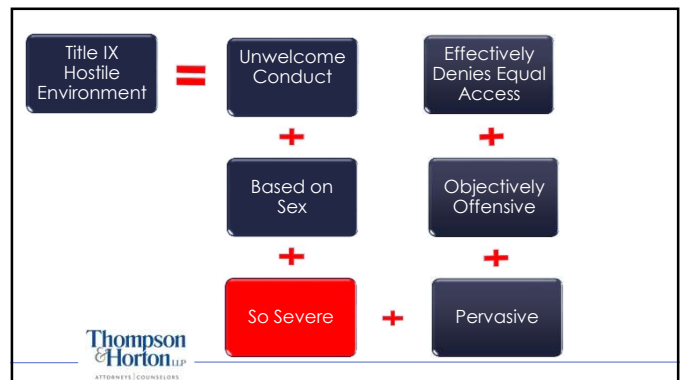 Title IX
Hostile
Environment
=
Unwelcome
Conduct
+
Based on
Sex
+
So Severe
+
Pervasive
+
Objectively
Offensive
+
Effectively
Denies Equal
Access
Thompson
& Horton LLP
ATTORNEYS | COUNSELORS